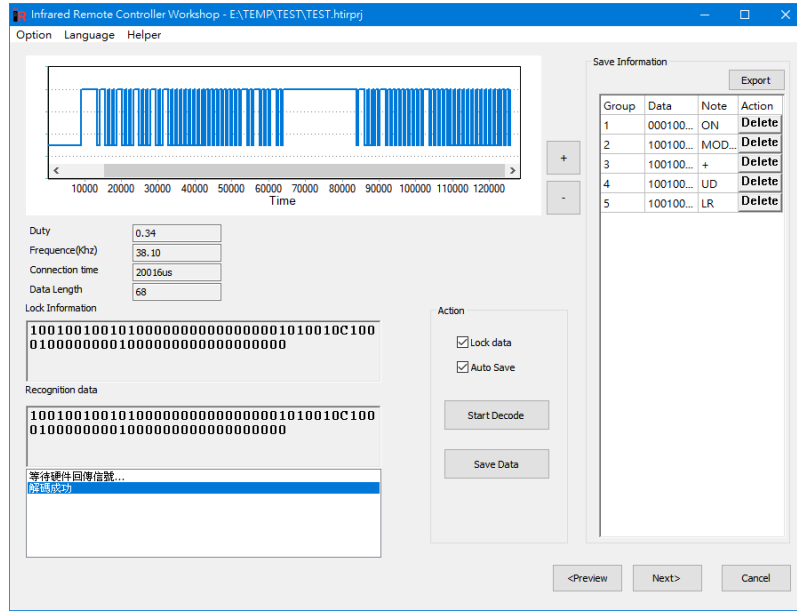 Infrared Remote Controller Workshop - E:\TEMP\TEST\TEST.htirprj
Option Language Helper
10000 20000 30000 40000 50000 60000 70000 80000 90000 100000 110000 120000
Time
+
-
Duty 0.34
Frequence(Khz) 38.10
Connection time 20016us
Data Length 68
Lock Information
10010010010100000000000000001010010C100
01000000001000000000000000000
Recognition data
10010010010100000000000000001010010C100
01000000001000000000000000000
等待硬件回傳信號...
解碼成功
Action
Lock data
Auto Save
Start Decode
Save Data
Save Information
Export
Group Data Note Action
1 000100... ON Delete
2 100100... MOD... Delete
3 100100... + Delete
4 100100... UD Delete
5 100100... LR Delete
<Preview Next> Cancel